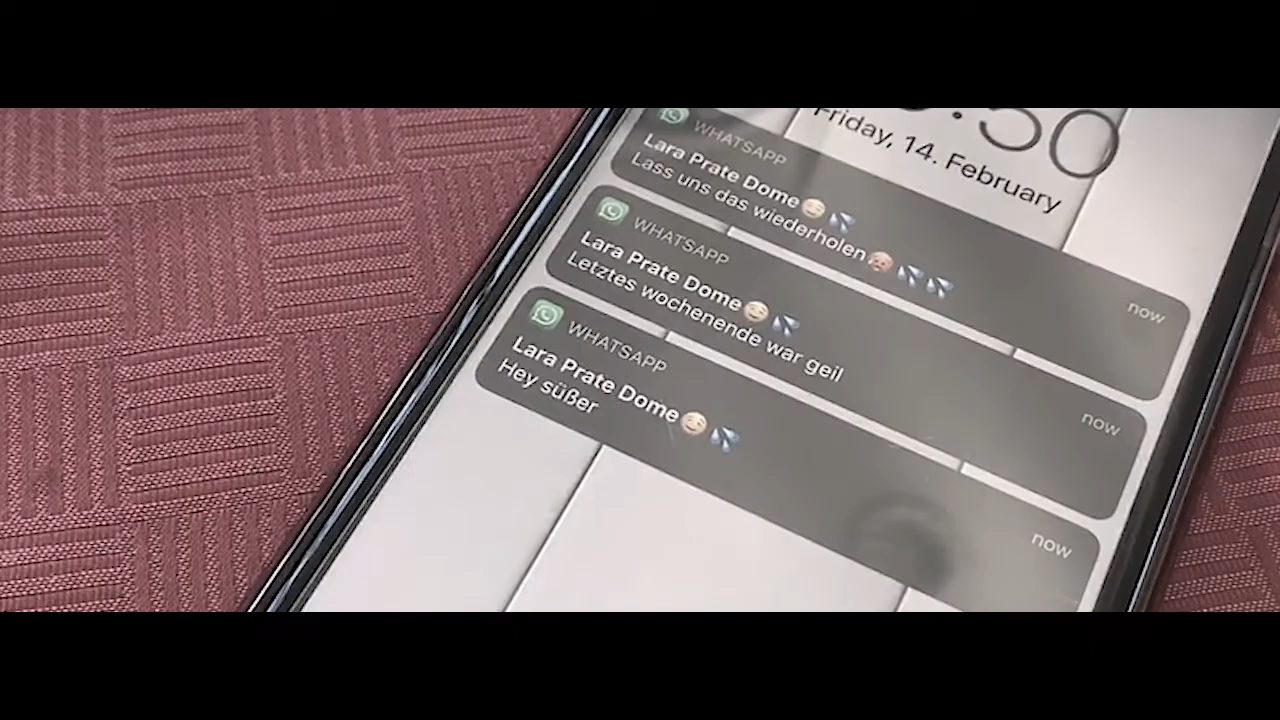 :50
Friday, 14. February
WHATSAPP
Lara Prate Dome😏💦
Lass uns das wiederholen🥵💦💦
now
WHATSAPP
Lara Prate Dome😏💦
Letztes wochenende war geil
now
WHATSAPP
Lara Prate Dome😏💦
Hey süßer
now